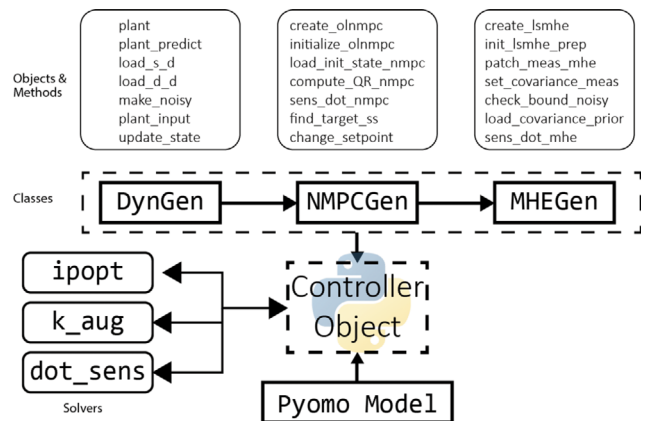 Objects &
Methods
plant
plant_predict
load_s_d
load_d_d
make_noisy
plant_input
update_state
create_olnmpc
initialize_olnmpc
load_init_state_nmpc
compute_QR_nmpc
sens_dot_nmpc
find_target_ss
change_setpoint
create_lsmhe
init_lsmhe_prep
patch_meas_mhe
set_covariance_meas
check_bound_noisy
load_covariance_prior
sens_dot_mhe
Classes
DynGen
NMPCGen
MHEGen
ipopt
k_aug
dot_sens
Solvers
Controller
Object
Pyomo Model